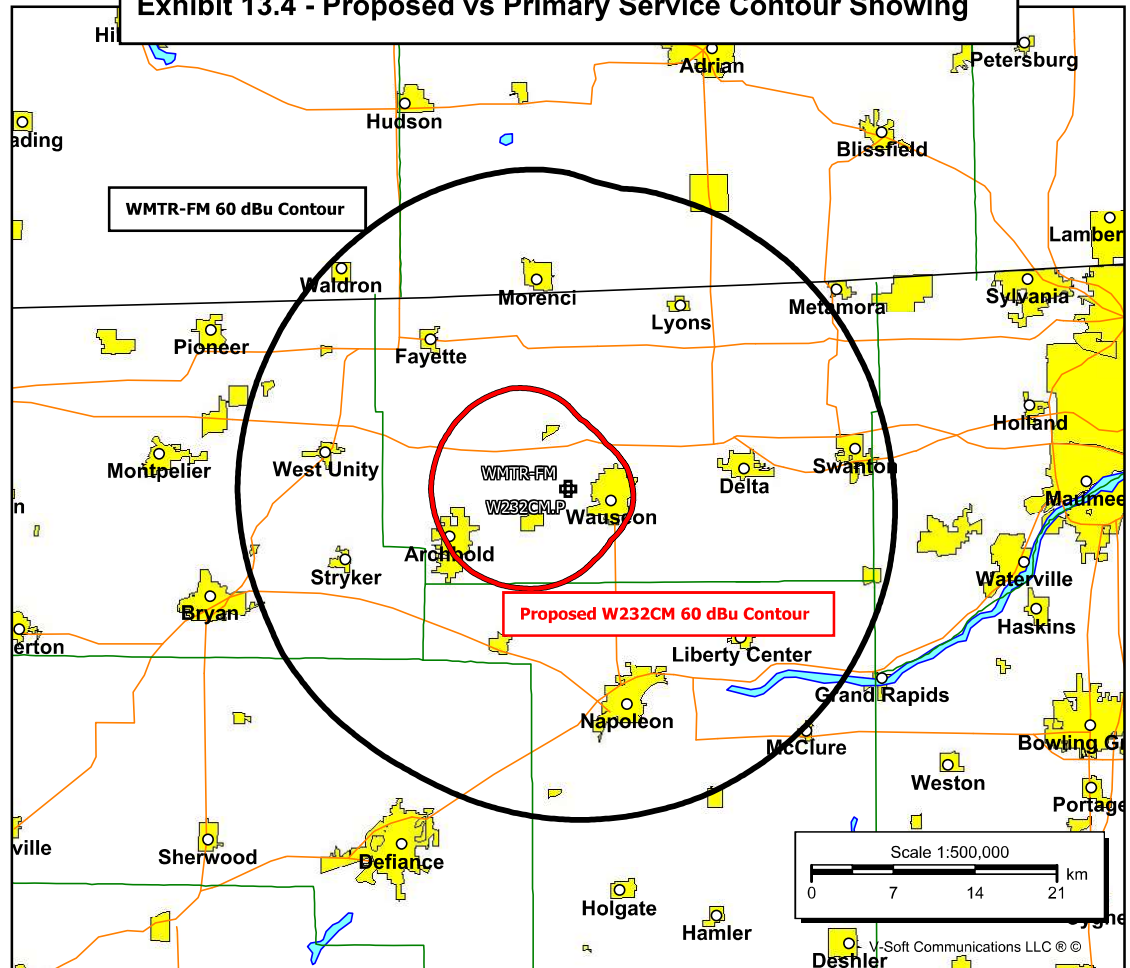 Exhibit 13.4 - Proposed vs Primary Service Contour Showing
Hi
Adrian
Petersburg
Hudson
ading
Blissfield
WMTR-FM 60 dBu Contour
Lamber
Waldron
Morenci
Metamora
Sylvania
Lyons
Pioneer
Fayette
Holland
Montpelier
West Unity
WMTR-FM
Delta
Swanton
Maumee
n
W232CM.P
Wauseon
Archbold
Stryker
Waterville
Bryan
Proposed W232CM 60 dBu Contour
Haskins
erton
Liberty Center
Grand Rapids
Napoleon
McClure
Bowling Gr
Weston
Portage
ville
Sherwood
Defiance
Scale 1:500,000
km
0 7 14 21
Holgate
Hamler
V-Soft Communications LLC ® ©
Deshler